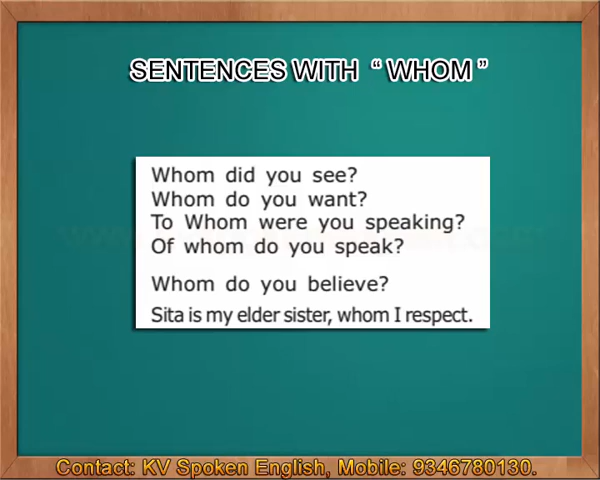 SENTENCES WITH “ WHOM ”
Whom did you see?
Whom do you want?
To Whom were you speaking?
Of whom do you speak?
Whom do you believe?
Sita is my elder sister, whom I respect.
Contact: KV Spoken English, Mobile: 9346780130.